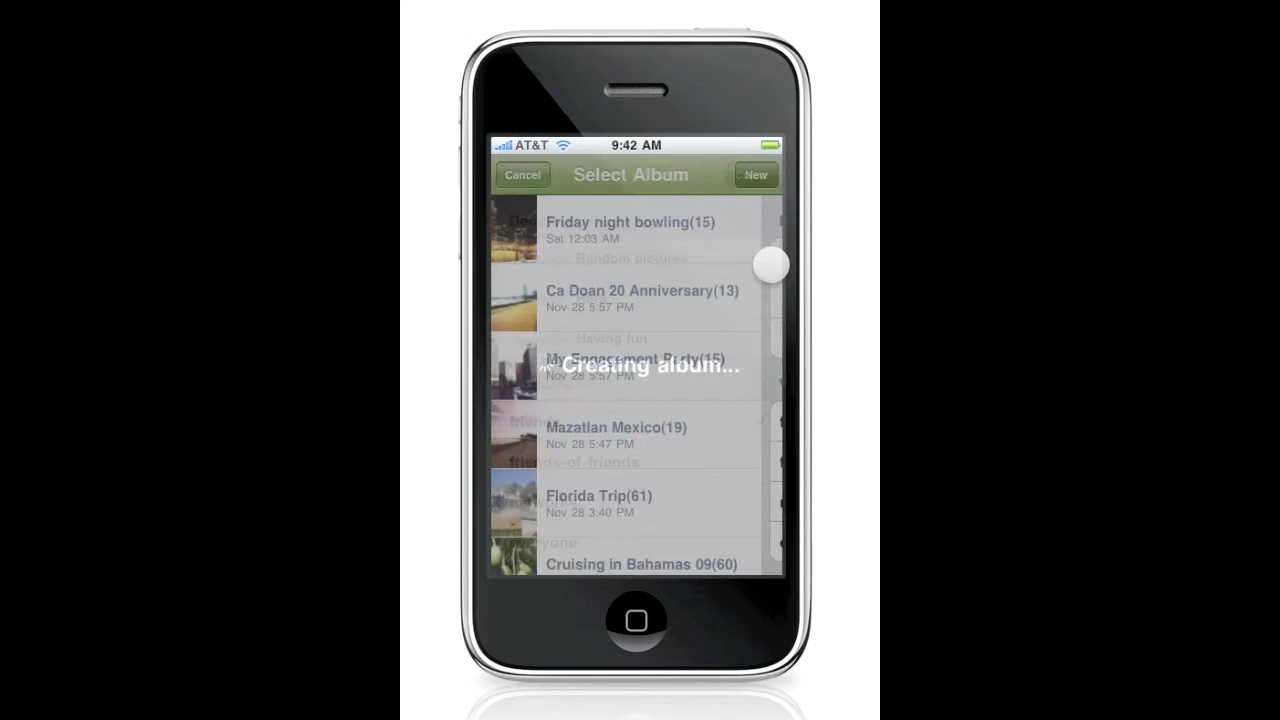 AT&T 9:42 AM
Cancel Select Album New
Friday night bowling(15)
Sat 12:03 AM
Random pictures
Ca Doan 20 Anniversary(13)
Nov 28 5:57 PM
Having fun
My Engagement Party(15)
Creating album...
Nov 28 5:57 PM
friends
Mazatlan Mexico(19)
Nov 28 5:47 PM
friends-of-friends
Florida Trip(61)
Nov 28 3:40 PM
everyone
Cruising in Bahamas 09(60)